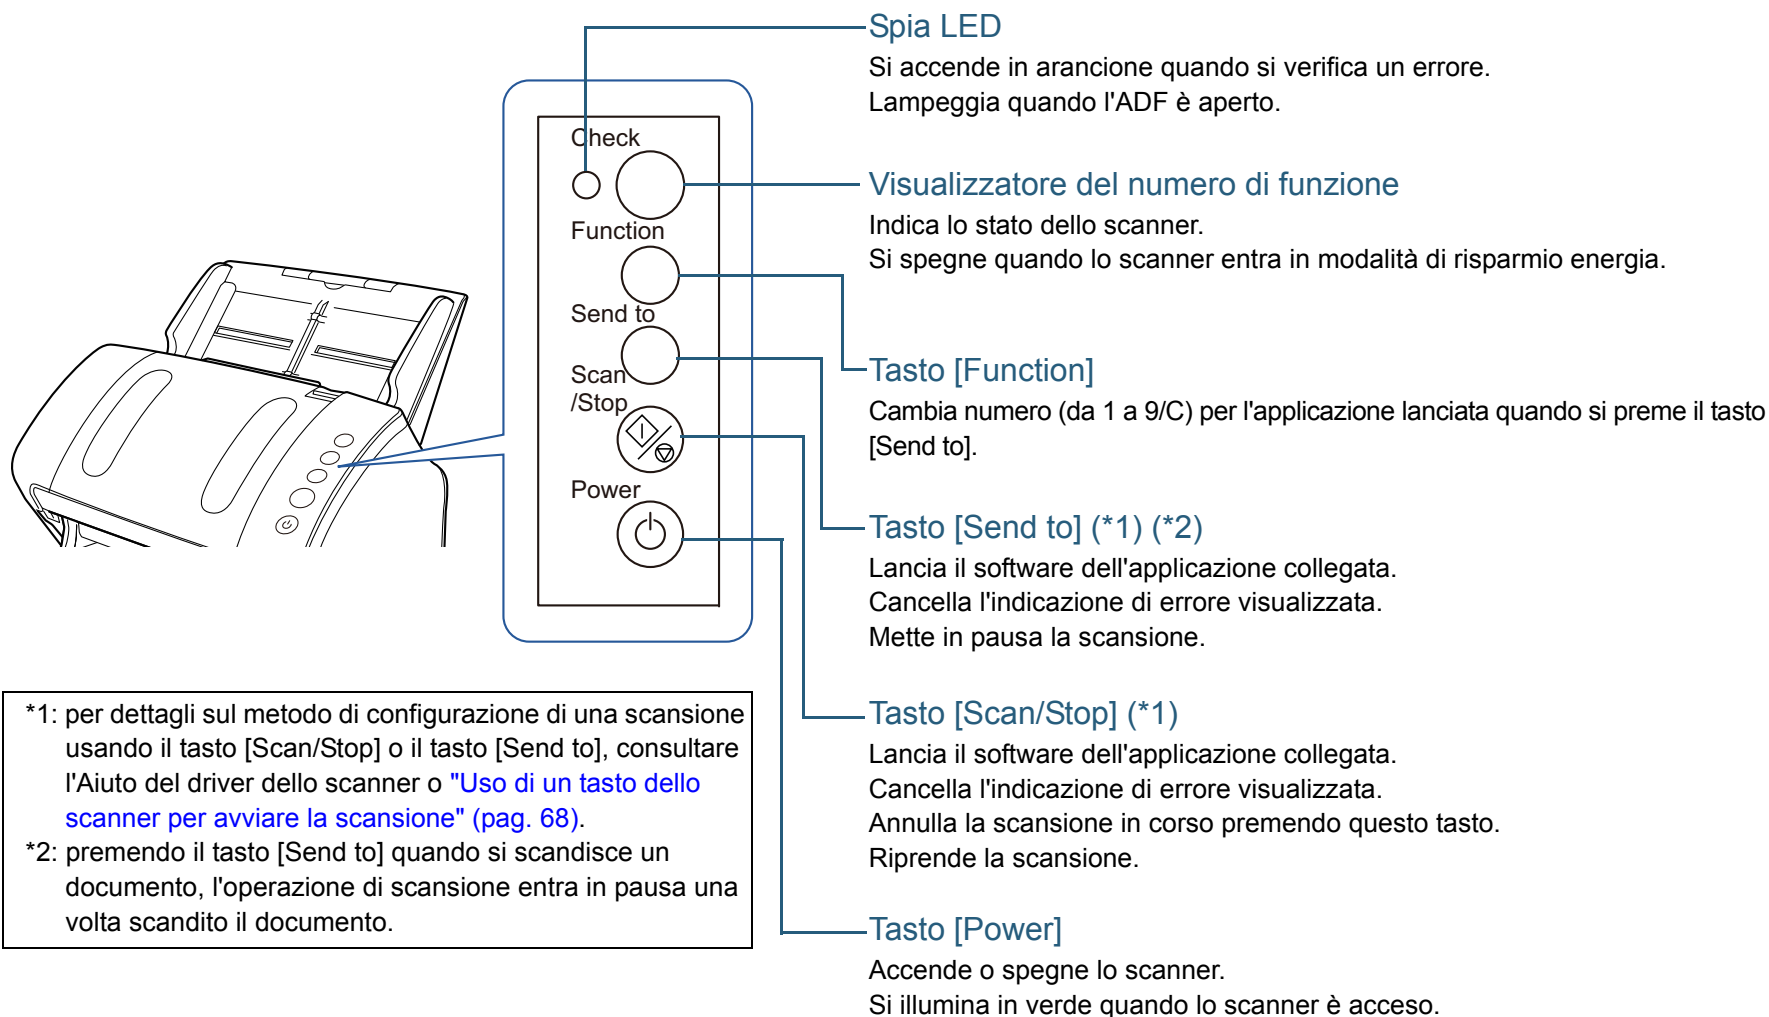 Spia LED
Si accende in arancione quando si verifica un errore.
Lampeggia quando l'ADF è aperto.
Check
Visualizzatore del numero di funzione
Indica lo stato dello scanner.
Si spegne quando lo scanner entra in modalità di risparmio energia.
Function
Send to
Scan
/Stop
Power
Tasto [Function]
Cambia numero (da 1 a 9/C) per l'applicazione lanciata quando si preme il tasto
[Send to].
Tasto [Send to] (*1) (*2)
Lancia il software dell'applicazione collegata.
Cancella l'indicazione di errore visualizzata.
Mette in pausa la scansione.
Tasto [Scan/Stop] (*1)
Lancia il software dell'applicazione collegata.
Cancella l'indicazione di errore visualizzata.
Annulla la scansione in corso premendo questo tasto.
Riprende la scansione.
Tasto [Power]
Accende o spegne lo scanner.
Si illumina in verde quando lo scanner è acceso.
*1: per dettagli sul metodo di configurazione di una scansione
usando il tasto [Scan/Stop] o il tasto [Send to], consultare
l'Aiuto del driver dello scanner o "Uso di un tasto dello
scanner per avviare la scansione" (pag. 68).
*2: premendo il tasto [Send to] quando si scandisce un
documento, l'operazione di scansione entra in pausa una
volta scandito il documento.